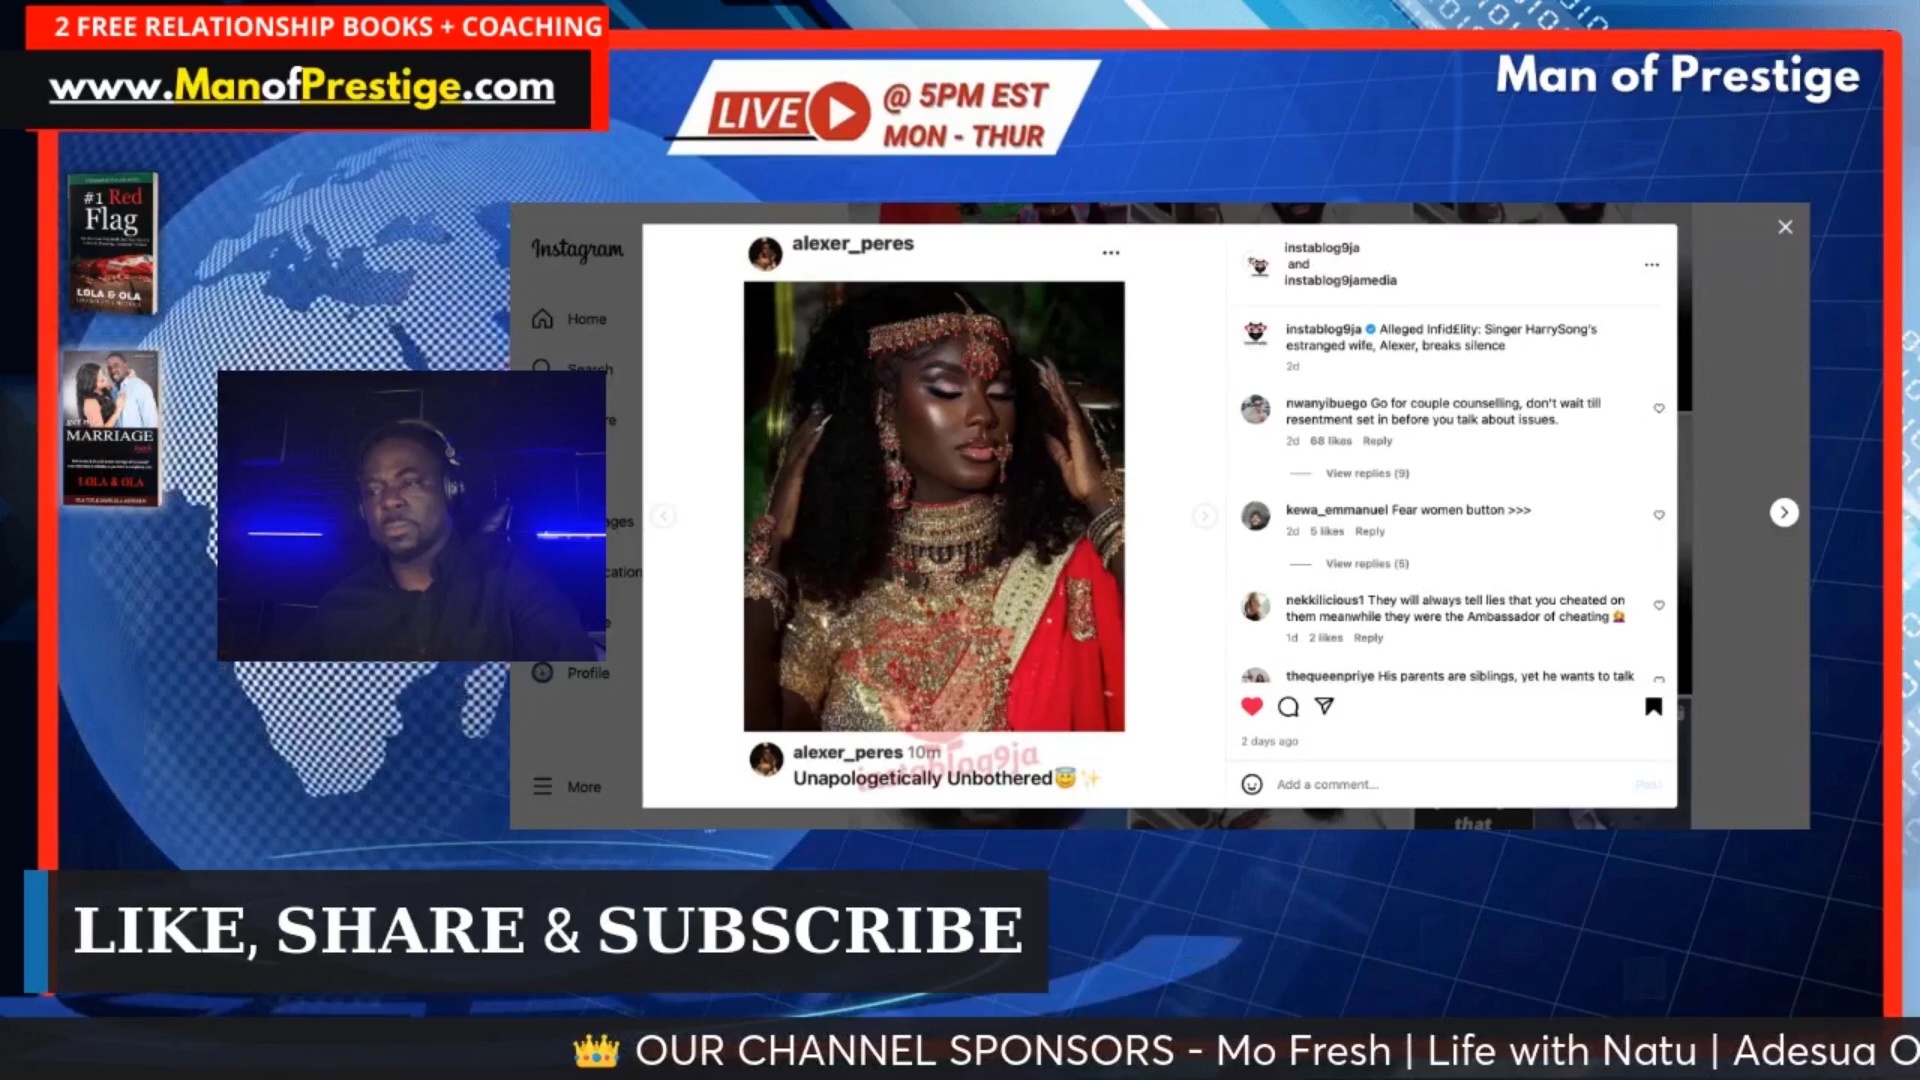 2 FREE RELATIONSHIP BOOKS + COACHING
www.ManofPrestige.com
LIVE
@ 5PM EST
MON - THUR
Man of Prestige
#1 Red
Flag
LOLA & OLA
MARRIAGE
LOLA & OLA
Instagram
Home
Search
Profile
More
alexer_peres
alexer_peres 10m
Unapologetically Unbothered😇✨
instablog9ja
instablog9ja
and
instablog9jamedia
instablog9ja Alleged Infid£lity: Singer HarrySong's
estranged wife, Alexer, breaks silence
2d
nwanyibuego Go for couple counselling, don't wait till
resentment set in before you talk about issues.
2d 68 likes Reply
View replies (9)
kewa_emmanuel Fear women button >>>
2d 5 likes Reply
View replies (5)
nekkilicious1 They will always tell lies that you cheated on
them meanwhile they were the Ambassador of cheating
1d 2 likes Reply
thequeenpriye His parents are siblings, yet he wants to talk
2 days ago
Add a comment...
Post
that
LIKE, SHARE & SUBSCRIBE
👑 OUR CHANNEL SPONSORS - Mo Fresh | Life with Natu | Adesua O